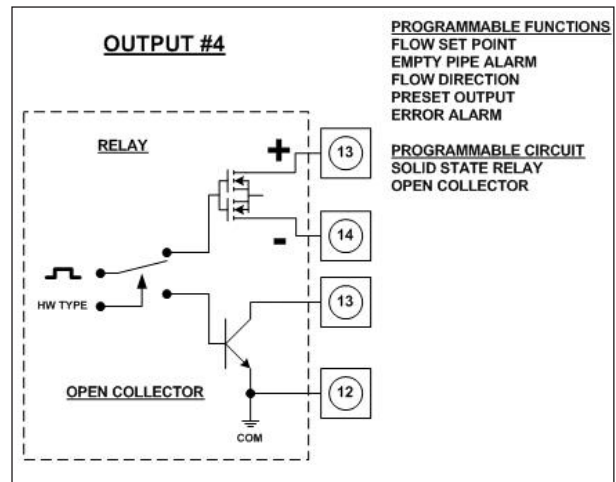 OUTPUT #4
PROGRAMMABLE FUNCTIONS
FLOW SET POINT
EMPTY PIPE ALARM
FLOW DIRECTION
PRESET OUTPUT
ERROR ALARM
PROGRAMMABLE CIRCUIT
SOLID STATE RELAY
OPEN COLLECTOR
RELAY
+
13
-
14
13
HW TYPE
OPEN COLLECTOR
12
COM